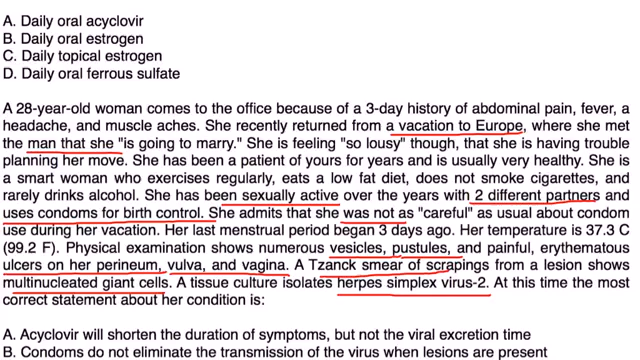 A. Daily oral acyclovir
B. Daily oral estrogen
C. Daily topical estrogen
D. Daily oral ferrous sulfate
A 28-year-old woman comes to the office because of a 3-day history of abdominal pain, fever, a
headache, and muscle aches. She recently returned from a vacation to Europe, where she met
the man that she "is going to marry." She is feeling "so lousy" though, that she is having trouble
planning her move. She has been a patient of yours for years and is usually very healthy. She is
a smart woman who exercises regularly, eats a low fat diet, does not smoke cigarettes, and
rarely drinks alcohol. She has been sexually active over the years with 2 different partners and
uses condoms for birth control. She admits that she was not as "careful" as usual about condom
use during her vacation. Her last menstrual period began 3 days ago. Her temperature is 37.3 C
(99.2 F). Physical examination shows numerous vesicles, pustules, and painful, erythematous
ulcers on her perineum, vulva, and vagina. A Tzanck smear of scrapings from a lesion shows
multinucleated giant cells. A tissue culture isolates herpes simplex virus-2. At this time the most
correct statement about her condition is:
A. Acyclovir will shorten the duration of symptoms, but not the viral excretion time
B. Condoms do not eliminate the transmission of the virus when lesions are present